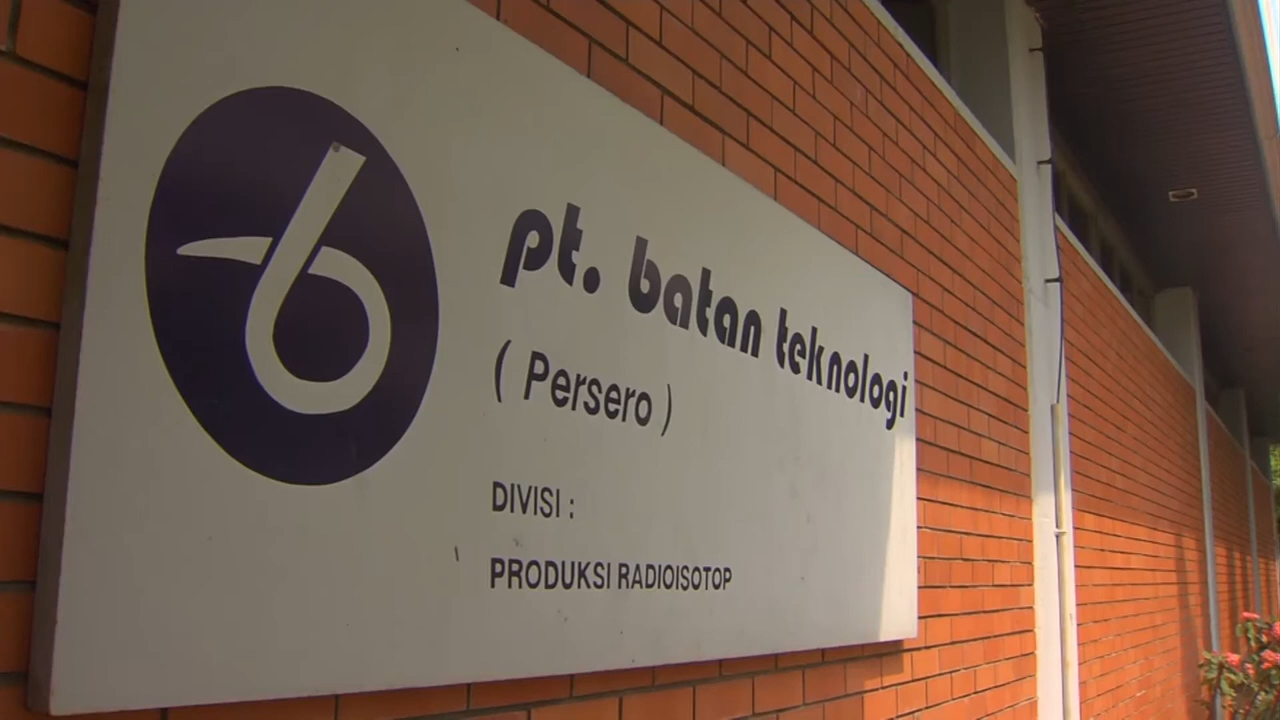 pt. batan teknologi
( Persero )
DIVISI :
PRODUKSI RADIOISOTOP